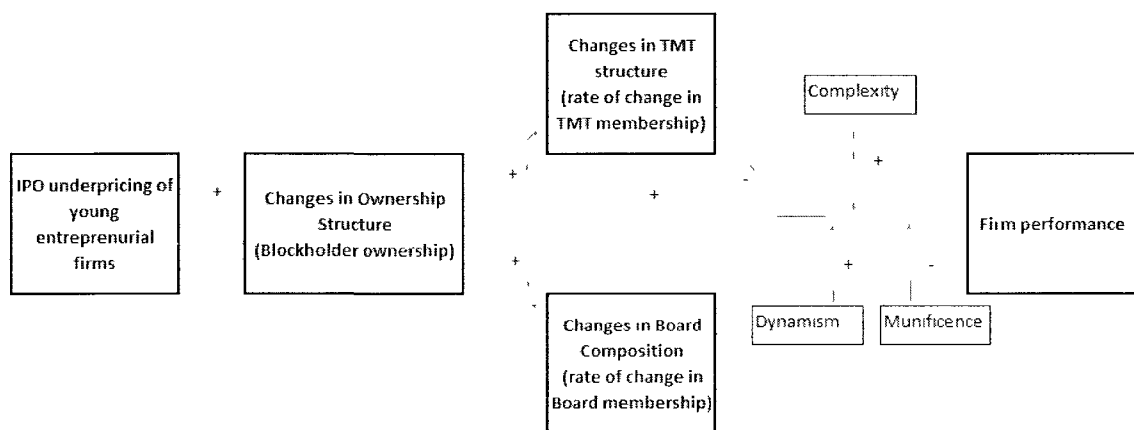 Changes in TMT
structure
(rate of change in
TMT membership)
Complexity
IPO underpricing of
young
entreprenurial
firms
+
Changes in Ownership
Structure
(Blockholder ownership)
+
+
+
-
+
+
-
Firm performance
Dynamism
Munificence
Changes in Board
Composition
(rate of change in
Board membership)